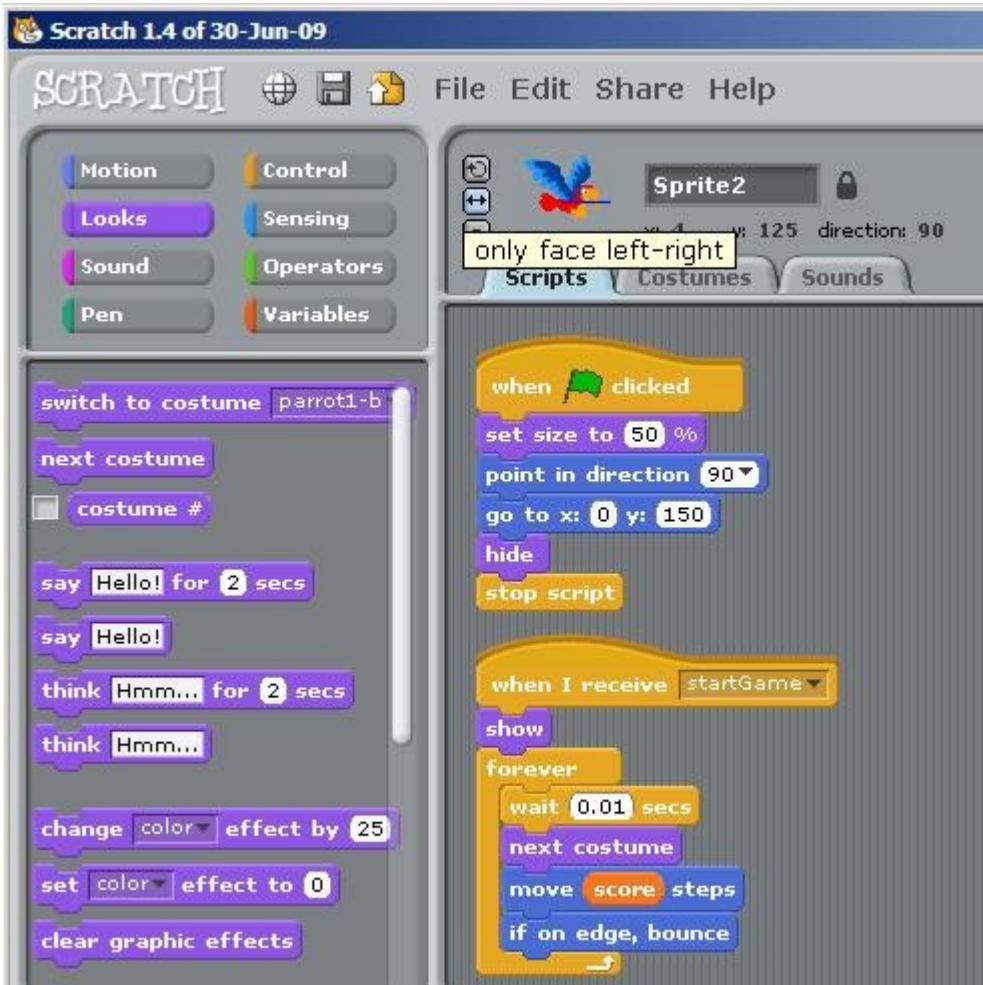 Scratch 1.4 of 30-Jun-09
SCRATCH File Edit Share Help
Motion Control
Looks Sensing
Sound Operators
Pen Variables
Sprite2
125 direction: 90
only face left-right
Scripts Costumes Sounds
switch to costume parrot1-b
next costume
costume #
say Hello! for 2 secs
say Hello!
think Hmm... for 2 secs
think Hmm...
change color effect by 25
set color effect to 0
clear graphic effects
when clicked
set size to 50 %
point in direction 90
go to x: 0 y: 150
hide
stop script
when I receive startGame
show
forever
wait 0.01 secs
next costume
move score steps
if on edge, bounce